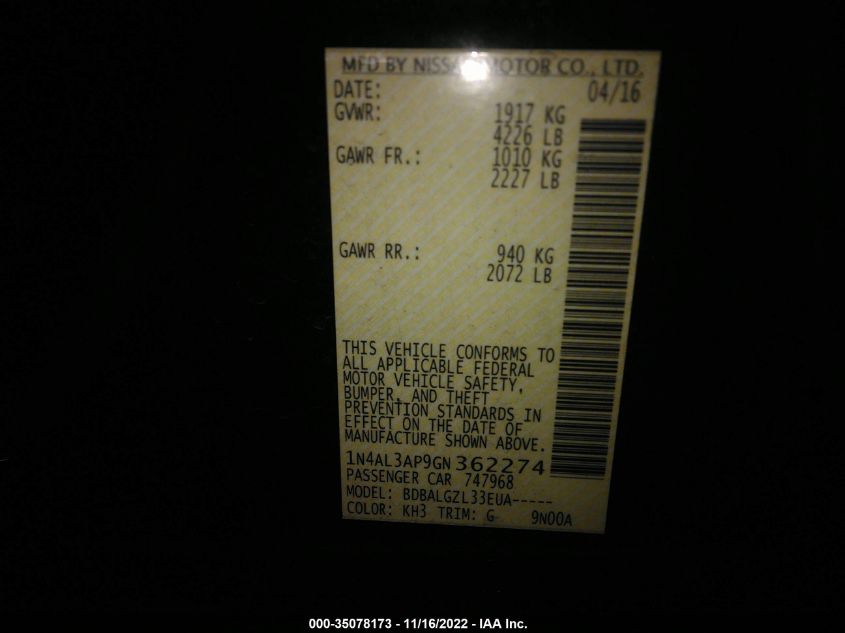 MFD BY NISSAN MOTOR CO., LTD.
DATE: 04/16
GVWR: 1917 KG
4226 LB
GAWR FR.: 1010 KG
2227 LB
GAWR RR.: 940 KG
2072 LB
THIS VEHICLE CONFORMS TO
ALL APPLICABLE FEDERAL
MOTOR VEHICLE SAFETY,
BUMPER, AND THEFT
PREVENTION STANDARDS IN
EFFECT ON THE DATE OF
MANUFACTURE SHOWN ABOVE.
1N4AL3AP9GN362274
PASSENGER CAR 747968
MODEL: BDBALGZL33EUA-----
COLOR: KH3 TRIM: G- 9N00A
000-35078173 - 11/16/2022 - IAA Inc.